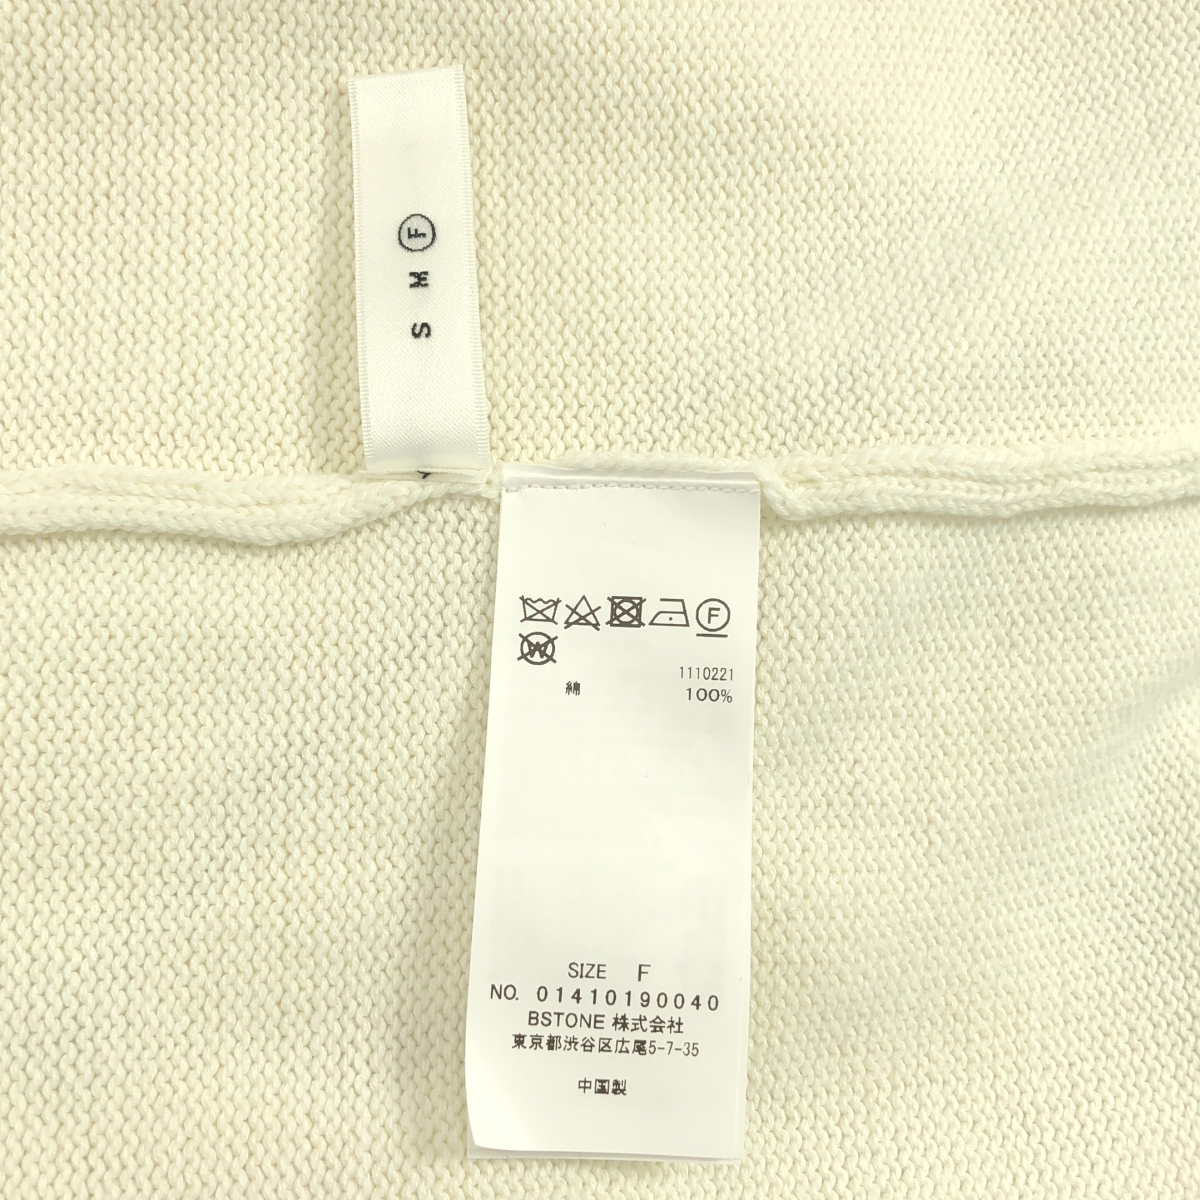 S M Ⓕ
F
W
1110221
綿 100%
SIZE F
NO. 01410190040
BSTONE 株式会社
東京都渋谷区広尾5-7-35
中国製